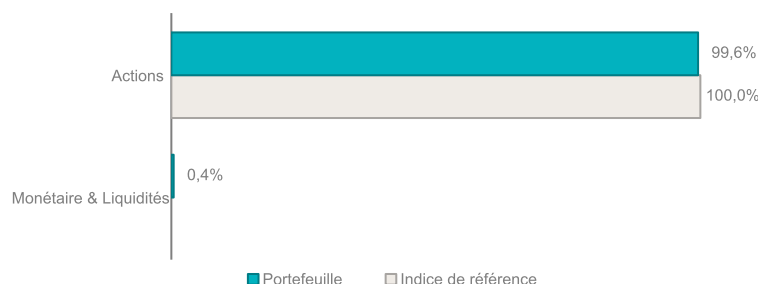 99,6%
Actions
100,0%
0,4%
Monétaire & Liquidités
Portefeuille Indice de référence